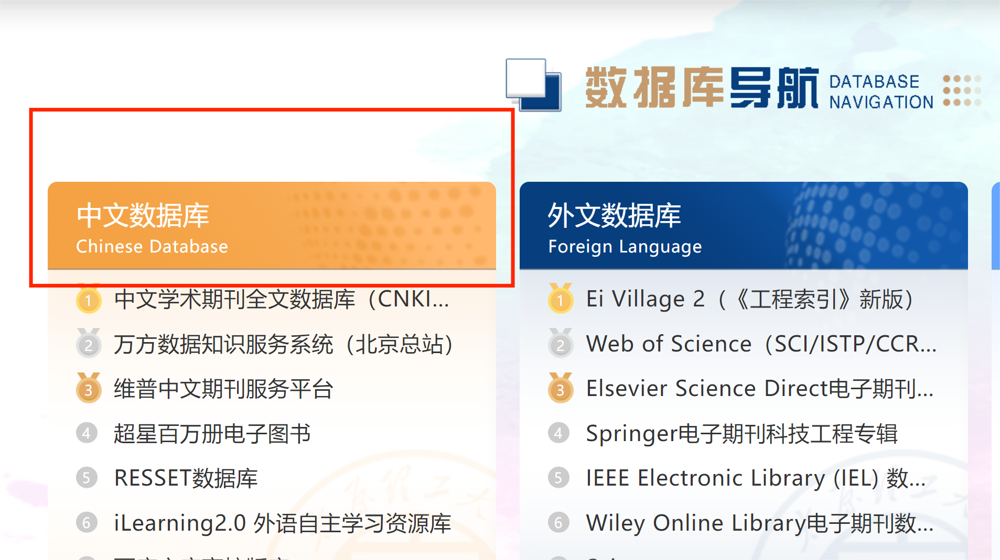 数据库导航
DATABASE
NAVIGATION
中文数据库
Chinese Database
1 中文学术期刊全文数据库（CNKI...
2 万方数据知识服务系统（北京总站）
3 维普中文期刊服务平台
4 超星百万册电子图书
5 RESSET数据库
6 iLearning2.0 外语自主学习资源库
外文数据库
Foreign Language
1 Ei Village 2（《工程索引》新版）
2 Web of Science（SCI/ISTP/CCR...
3 Elsevier Science Direct电子期刊...
4 Springer电子期刊科技工程专辑
5 IEEE Electronic Library (IEL) 数...
6 Wiley Online Library电子期刊数...